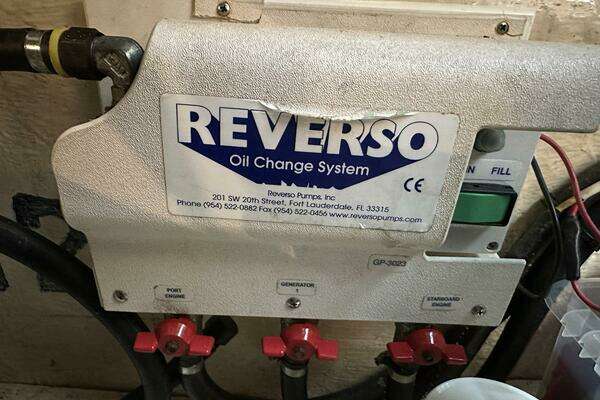 REVERSO
Oil Change System
CE
Reverso Pumps, Inc
201 SW 20th Street, Fort Lauderdale, FL 33315
Phone (954) 522-0882 Fax (954) 522-0456 www.reversopumps.com
FILL
GP-3023
PORT
ENGINE
GENERATOR
1
STARBOARD
ENGINE